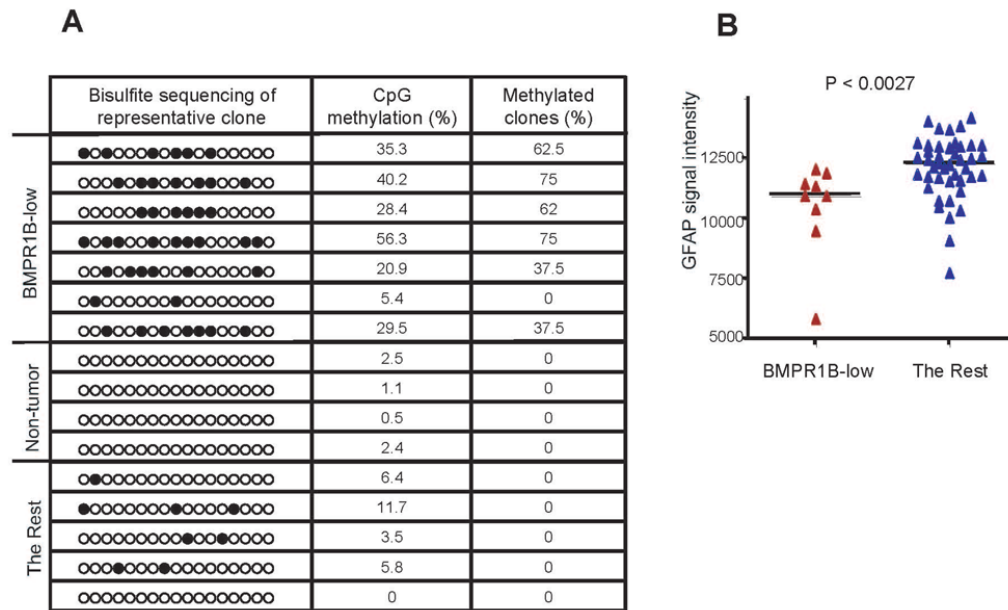 A
Bisulfite sequencing of representative clone | CpG methylation (%) | Methylated clones (%)
BMPR1B-low
35.3 62.5
40.2 75
28.4 62
56.3 75
20.9 37.5
5.4 0
29.5 37.5
Non-tumor
2.5 0
1.1 0
0.5 0
2.4 0
The Rest
6.4 0
11.7 0
3.5 0
5.8 0
0 0
B
P < 0.0027
GFAP signal intensity
12500
10000
7500
5000
BMPR1B-low The Rest